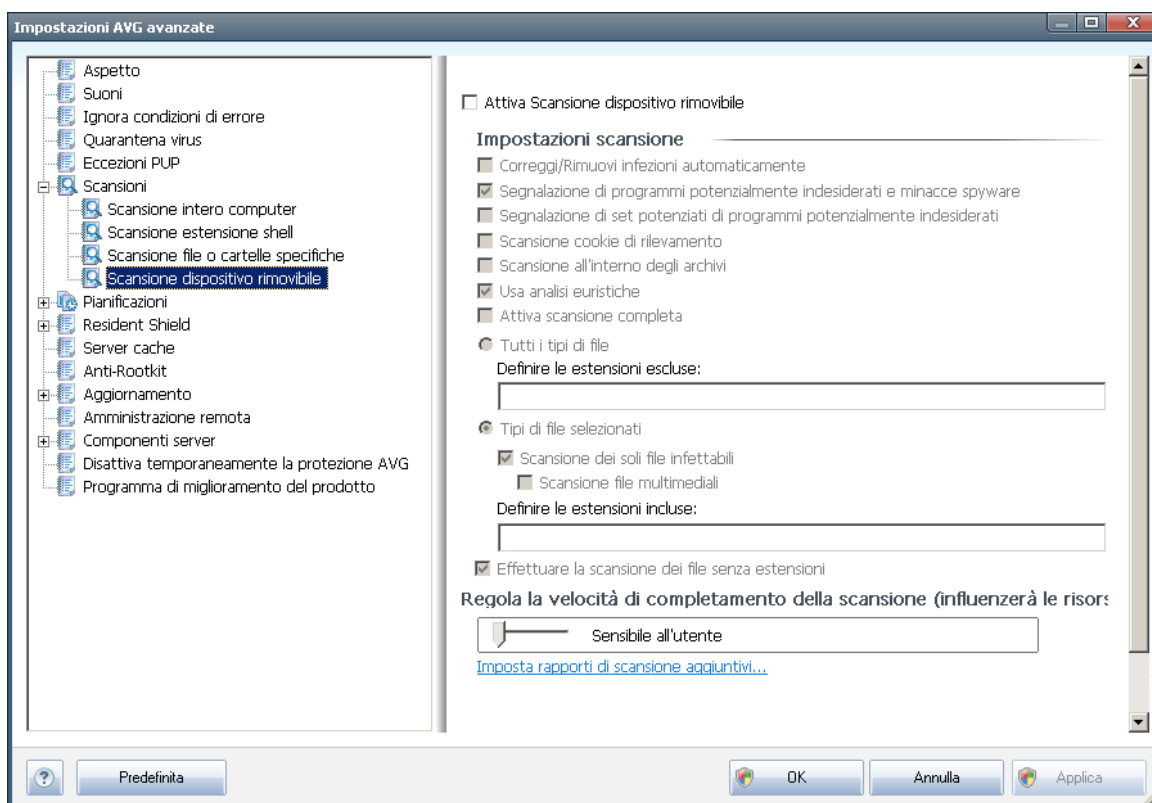 Impostazioni AVG avanzate
Aspetto
Suoni
Ignora condizioni di errore
Quarantena virus
Eccezioni PUP
Scansioni
Scansione intero computer
Scansione estensione shell
Scansione file o cartelle specifiche
Scansione dispositivo rimovibile
Pianificazioni
Resident Shield
Server cache
Anti-Rootkit
Aggiornamento
Amministrazione remota
Componenti server
Disattiva temporaneamente la protezione AVG
Programma di miglioramento del prodotto
Attiva Scansione dispositivo rimovibile
Impostazioni scansione
Correggi/Rimuovi infezioni automaticamente
Segnalazione di programmi potenzialmente indesiderati e minacce spyware
Segnalazione di set potenziati di programmi potenzialmente indesiderati
Scansione cookie di rilevamento
Scansione all'interno degli archivi
Usa analisi euristiche
Attiva scansione completa
Tutti i tipi di file
Definire le estensioni escluse:
Tipi di file selezionati
Scansione dei soli file infettabili
Scansione file multimediali
Definire le estensioni incluse:
Effettuare la scansione dei file senza estensioni
Regola la velocità di completamento della scansione (influenzerà le risors
Sensibile all'utente
Imposta rapporti di scansione aggiuntivi...
?
Predefinita
OK
Annulla
Applica